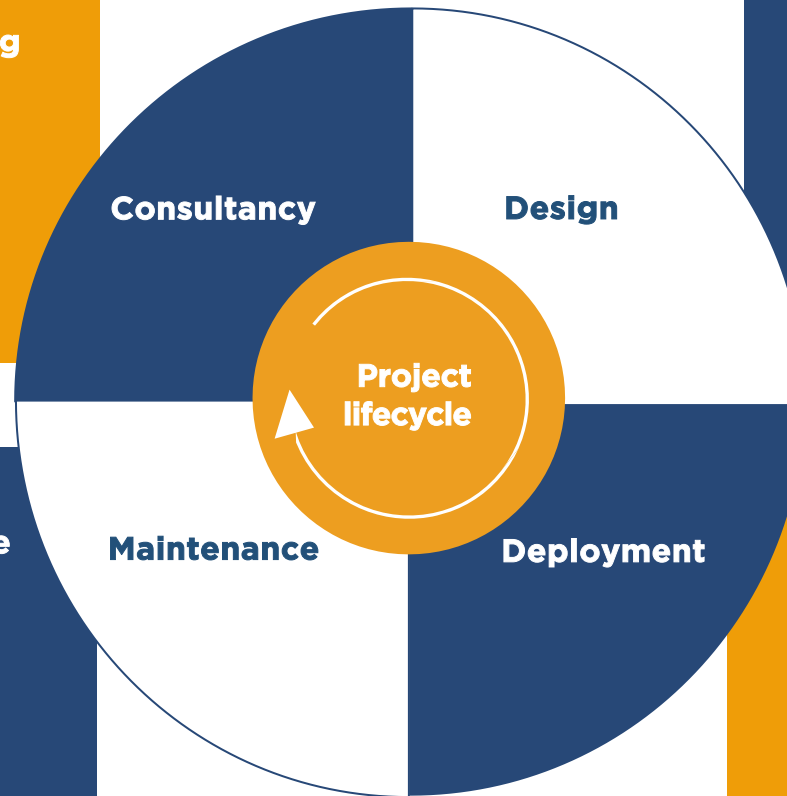 Consultancy
Design
Project
lifecycle
Maintenance
Deployment